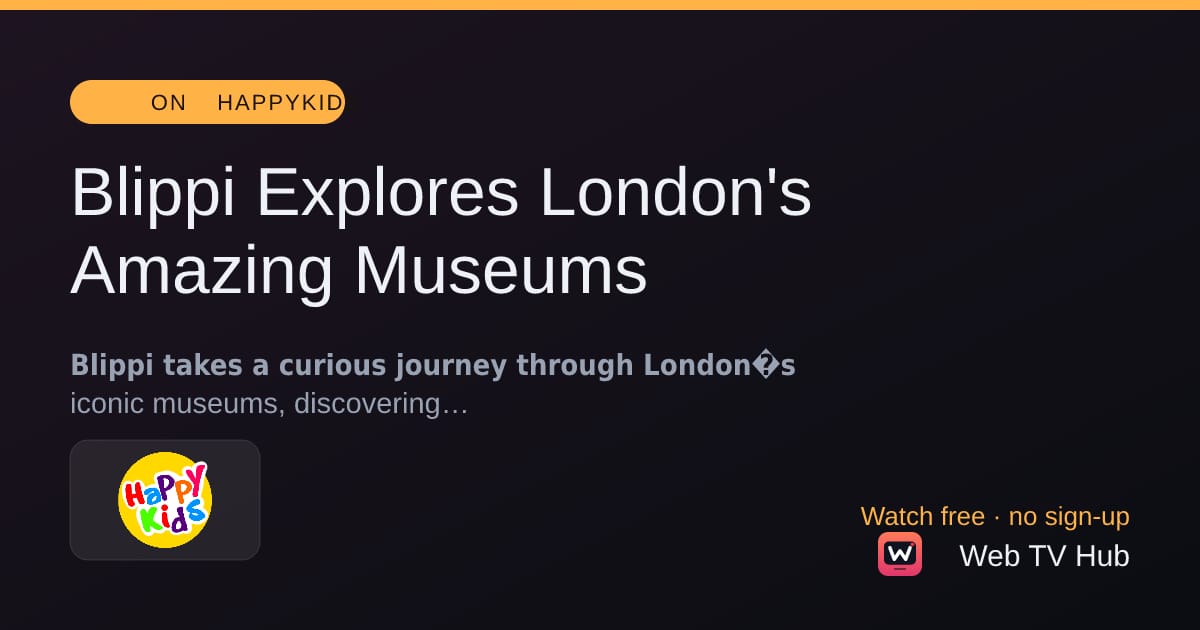 ON HAPPYKID
Blippi Explores London's
Amazing Museums
Blippi takes a curious journey through London�s
iconic museums, discovering…
HaPPY
Kids
Watch free · no sign-up
W
Web TV Hub